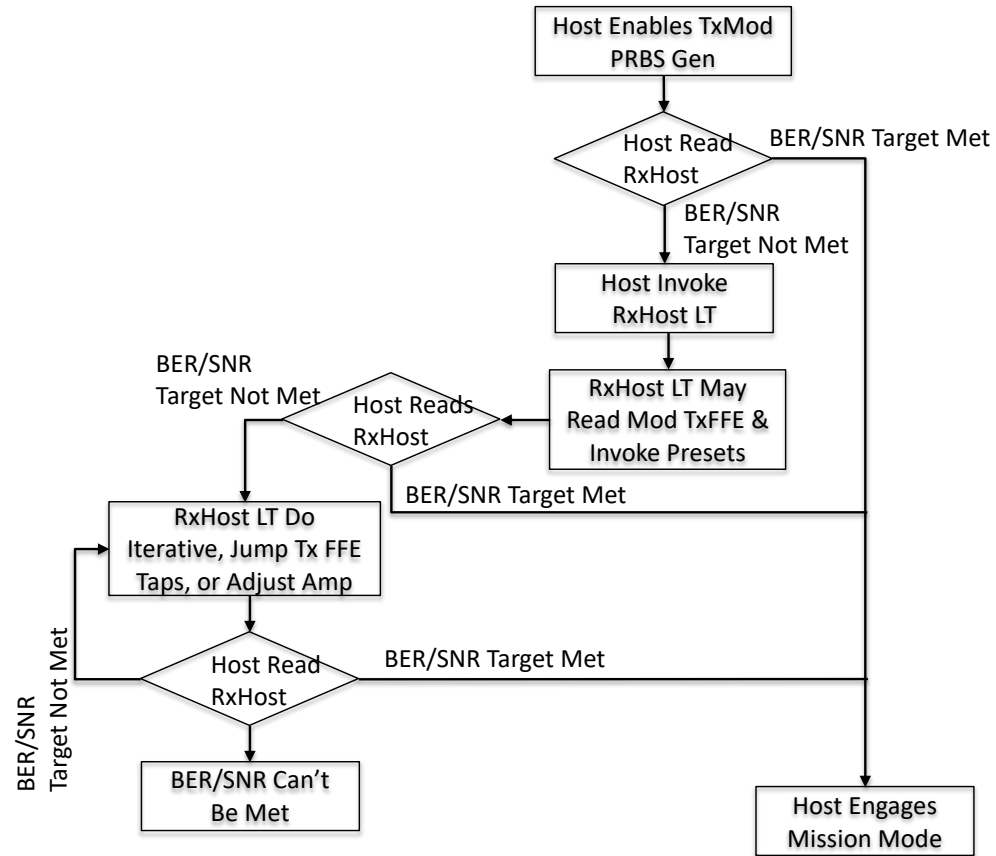 Host Enables TxMod
PRBS Gen
Host Read
RxHost
BER/SNR Target Met
BER/SNR
Target Not Met
Host Invoke
RxHost LT
RxHost LT May
Read Mod TxFFE &
Invoke Presets
BER/SNR
Target Not Met
Host Reads
RxHost
BER/SNR Target Met
RxHost LT Do
Iterative, Jump Tx FFE
Taps, or Adjust Amp
Host Read
RxHost
BER/SNR Target Met
BER/SNR
Target Not Met
BER/SNR Can’t
Be Met
Host Engages
Mission Mode